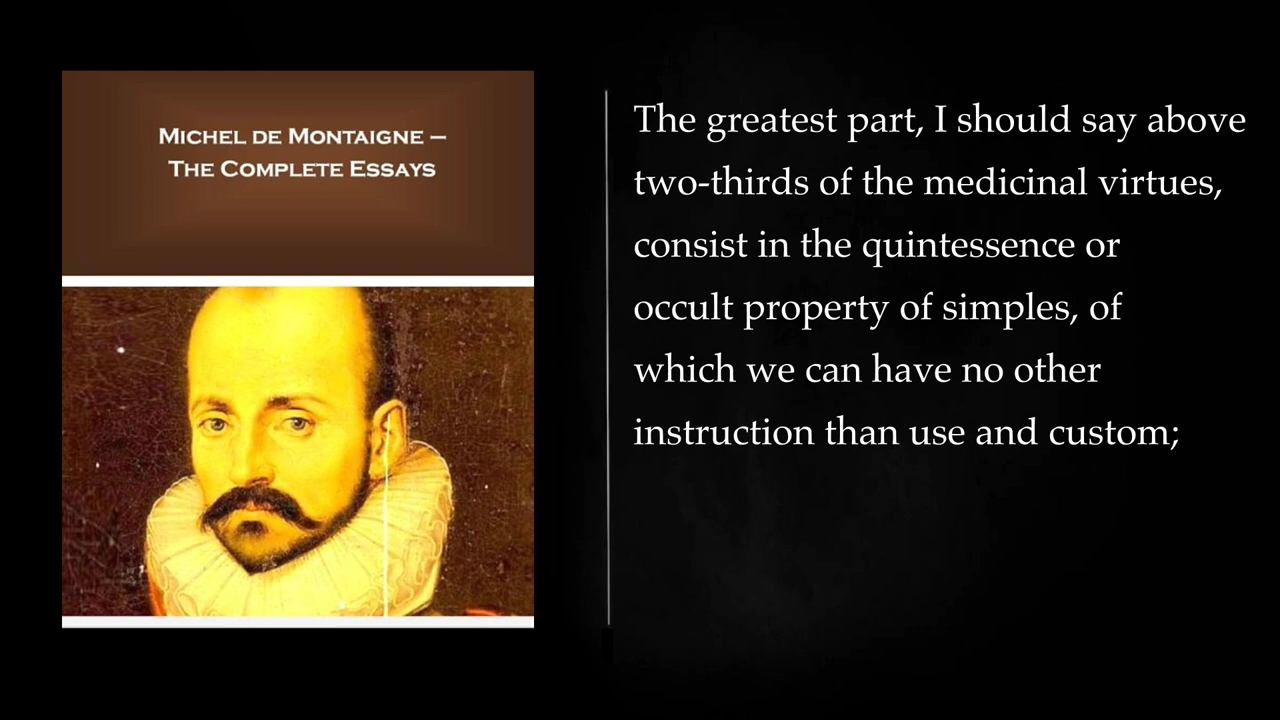 MICHEL DE MONTAIGNE –
THE COMPLETE ESSAYS
The greatest part, I should say above
two-thirds of the medicinal virtues,
consist in the quintessence or
occult property of simples, of
which we can have no other
instruction than use and custom;